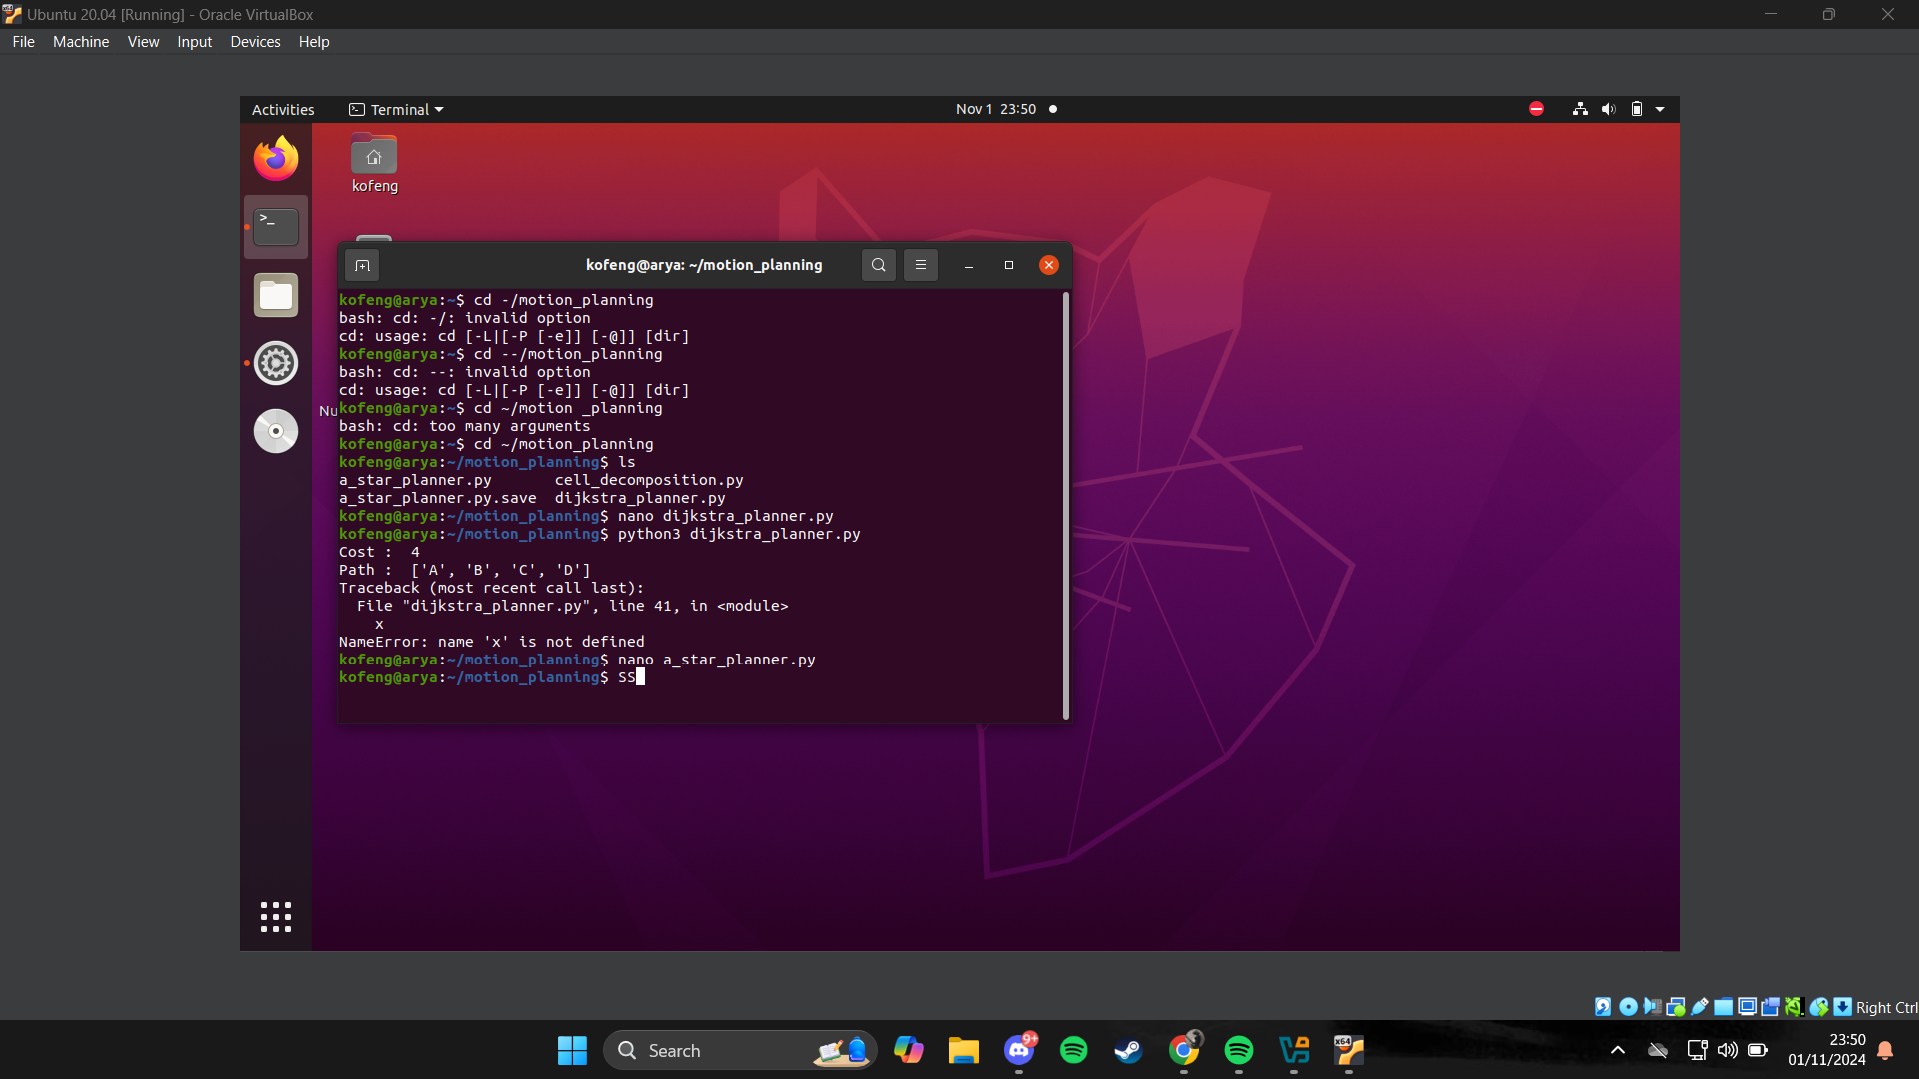 Ubuntu 20.04 [Running] - Oracle VirtualBox
File Machine View Input Devices Help
Activities Terminal Nov 1 23:50
kofeng
kofeng@arya: ~/motion_planning
kofeng@arya:~$ cd -/motion_planning
bash: cd: -/: invalid option
cd: usage: cd [-L|[-P [-e]] [-@]] [dir]
kofeng@arya:~$ cd --/motion_planning
bash: cd: --: invalid option
cd: usage: cd [-L|[-P [-e]] [-@]] [dir]
Nu
kofeng@arya:~$ cd ~/motion _planning
bash: cd: too many arguments
kofeng@arya:~$ cd ~/motion_planning
kofeng@arya:~/motion_planning$ ls
a_star_planner.py cell_decomposition.py
a_star_planner.py.save dijkstra_planner.py
kofeng@arya:~/motion_planning$ nano dijkstra_planner.py
kofeng@arya:~/motion_planning$ python3 dijkstra_planner.py
Cost : 4
Path : ['A', 'B', 'C', 'D']
Traceback (most recent call last):
File "dijkstra_planner.py", line 41, in <module>
x
NameError: name 'x' is not defined
kofeng@arya:~/motion_planning$ nano a_star_planner.py
kofeng@arya:~/motion_planning$ SS
Right Ctrl
Search
9+
x64
23:50
01/11/2024